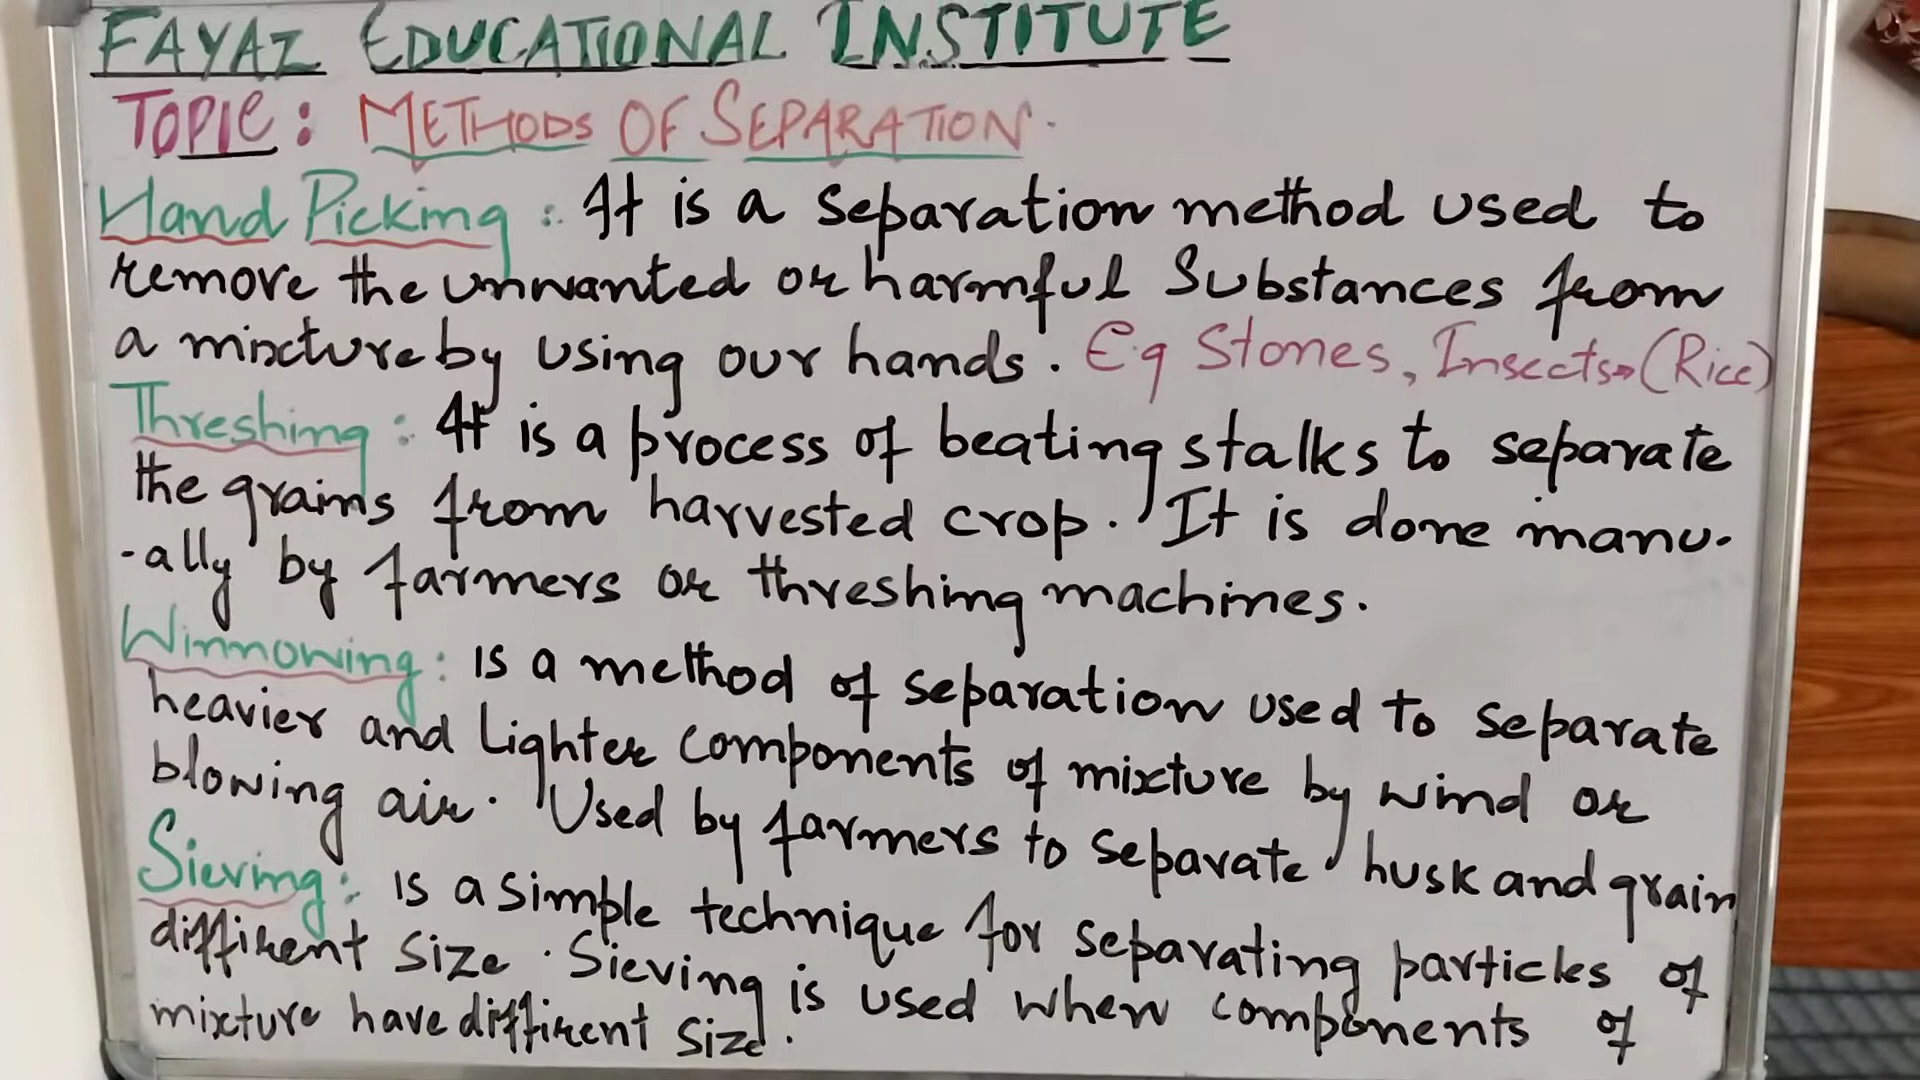 FAYAZ EDUCATIONAL INSTITUTE
TOPIC: METHODS OF SEPARATION.
Hand Picking: It is a separation method used to
remove the unwanted or harmful Substances from
a mixture by using our hands. E.g Stones, Insects→(Rice)
Threshing: It is a process of beating stalks to separate
the grains from harvested crop. It is done manu-
-ally by farmers or threshing machines.
Winnowing: is a method of separation used to separate
heavier and Lighter components of mixture by wind or
blowing air. Used by farmers to separate husk and grain
Sieving: is a simple technique for separating particles of
diffirent size. Sieving is used when components of
mixture have diffirent size.